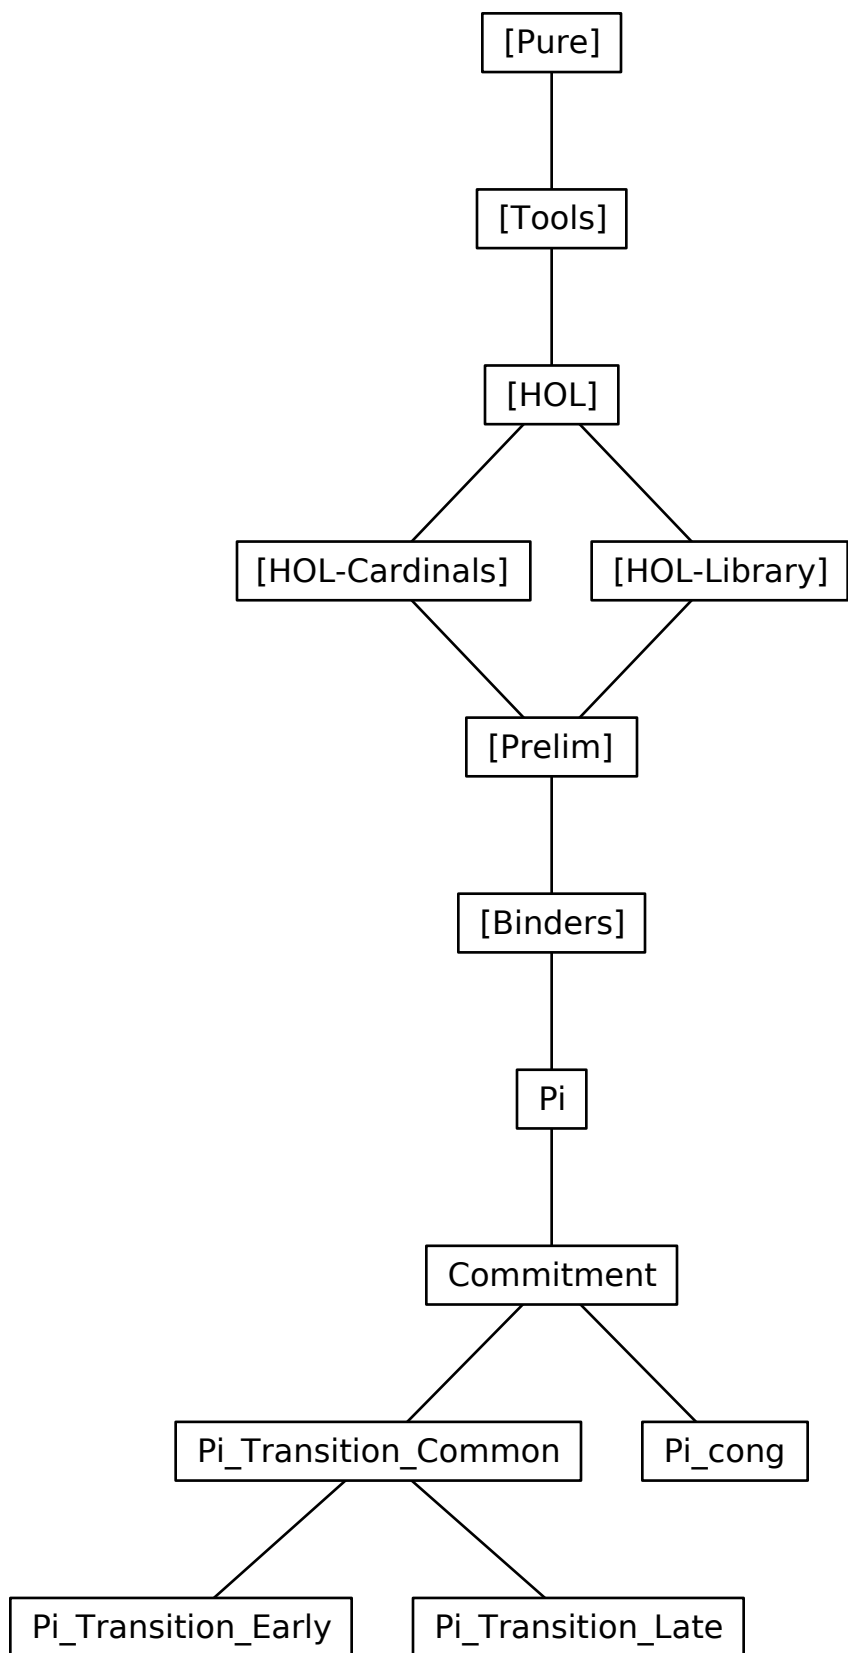 [Pure]
[Tools]
[HOL]
[HOL-Cardinals] [HOL-Library]
[Prelim]
[Binders]
Pi
Commitment
Pi_Transition_Common Pi_cong
Pi_Transition_Early Pi_Transition_Late